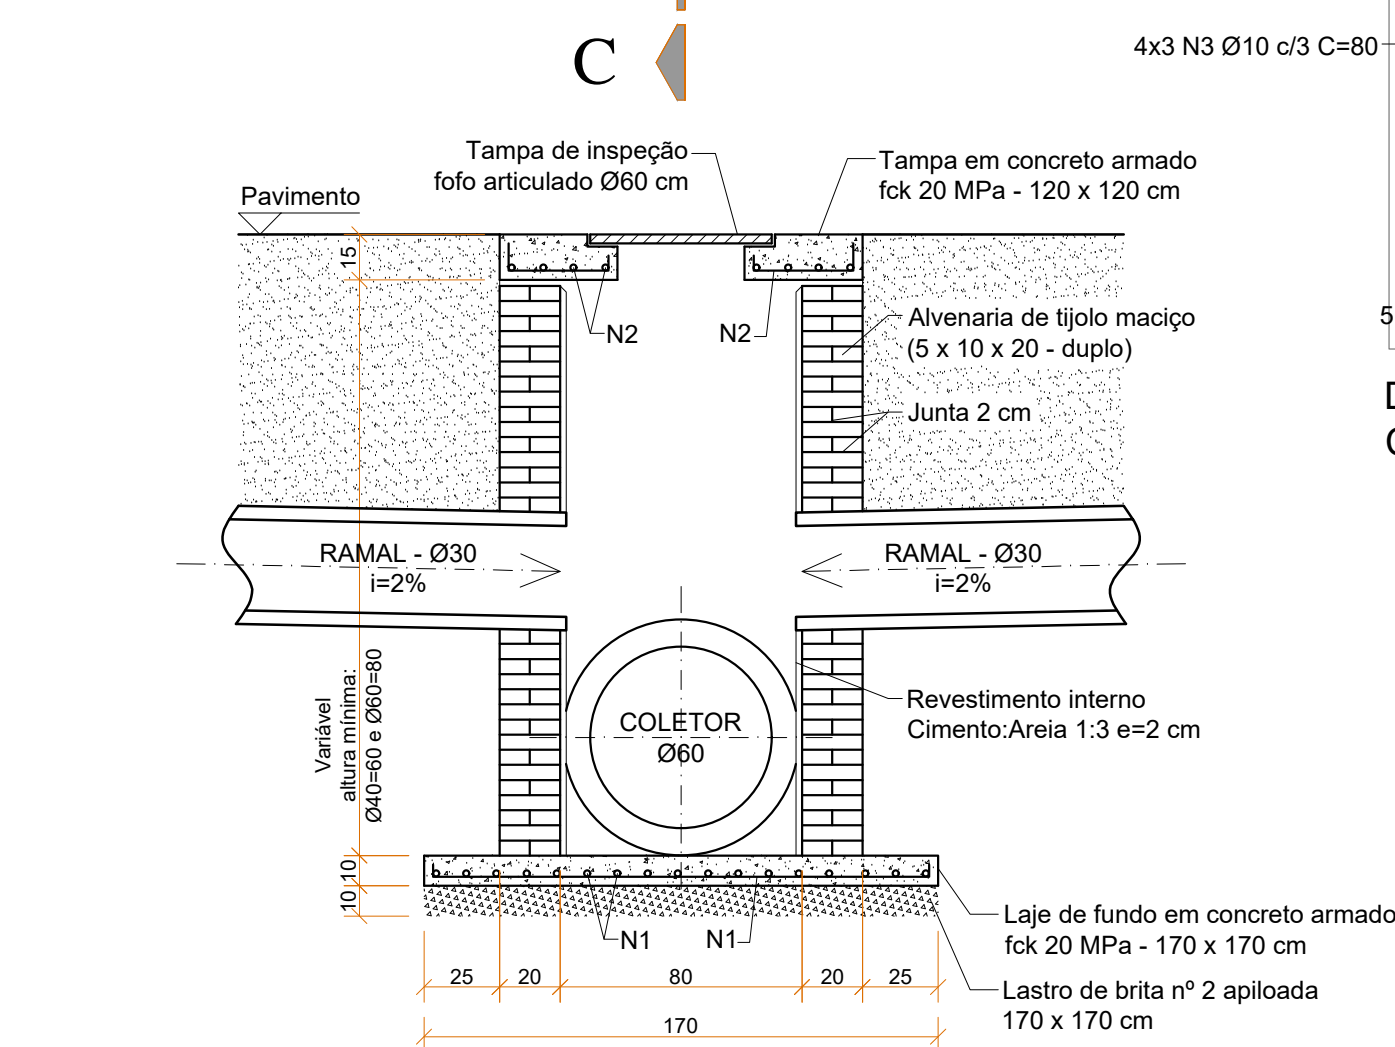 C
4x3 N3 Ø10 c/3 C=80
Tampa de inspeção
fofo articulado Ø60 cm
Tampa em concreto armado
fck 20 MPa - 120 x 120 cm
Pavimento
15
N2
N2
Alvenaria de tijolo maciço
(5 x 10 x 20 - duplo)
Junta 2 cm
5
RAMAL - Ø30
i=2%
RAMAL - Ø30
i=2%
Variável
altura mínima:
Ø40=60 e Ø60=80
COLETOR
Ø60
Revestimento interno
Cimento:Areia 1:3 e=2 cm
10
10
N1
N1
Laje de fundo em concreto armado
fck 20 MPa - 170 x 170 cm
Lastro de brita nº 2 apiloada
170 x 170 cm
25
20
80
20
25
170